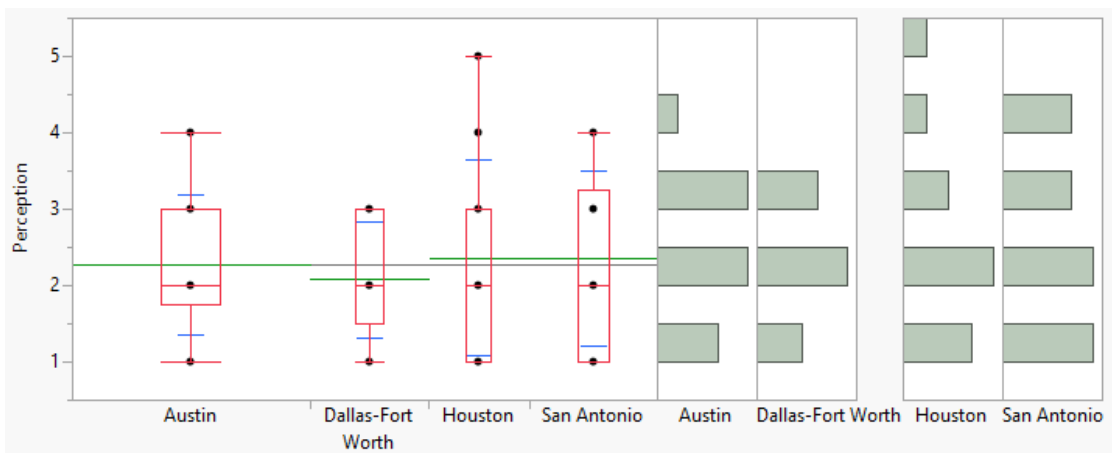 Perception
5
4
3
2
1
Austin
Dallas-Fort
Worth
Houston
San Antonio
Austin
Dallas-Fort Worth
Houston
San Antonio